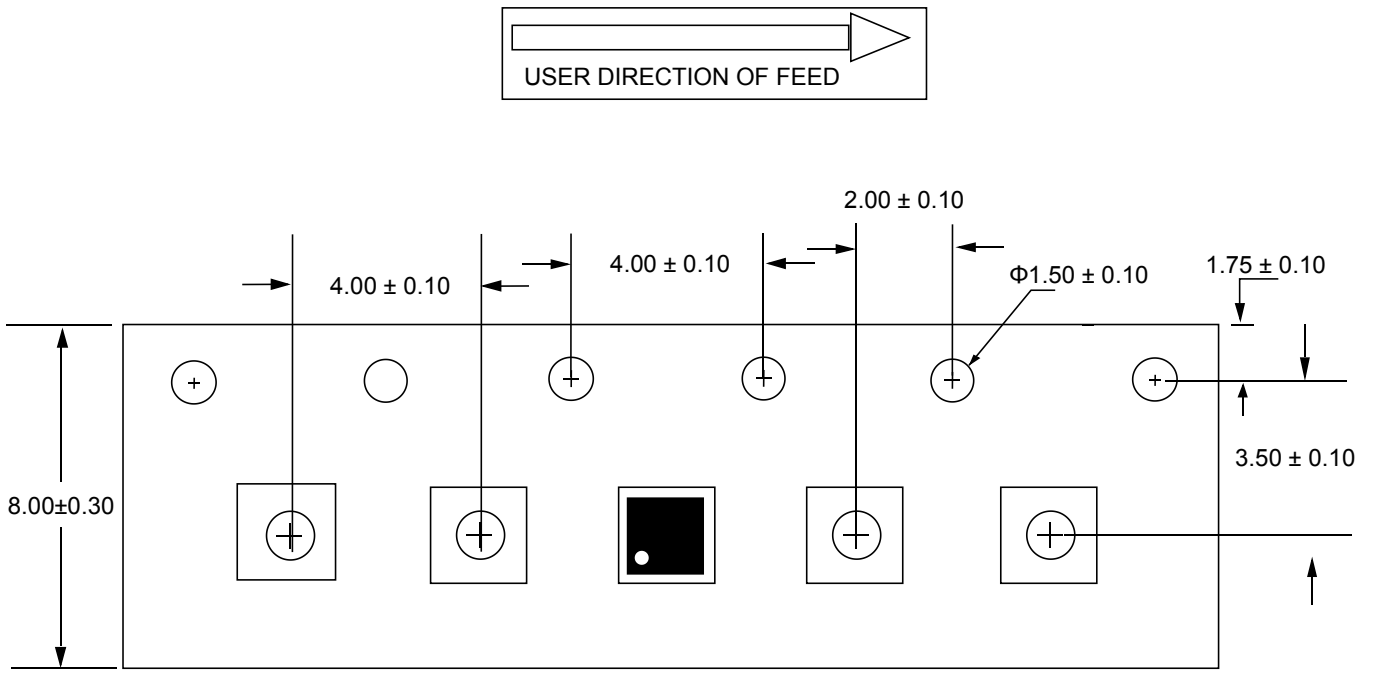 USER DIRECTION OF FEED
2.00 ± 0.10
4.00 ± 0.10
4.00 ± 0.10
Φ1.50 ± 0.10
1.75 ± 0.10
3.50 ± 0.10
8.00±0.30